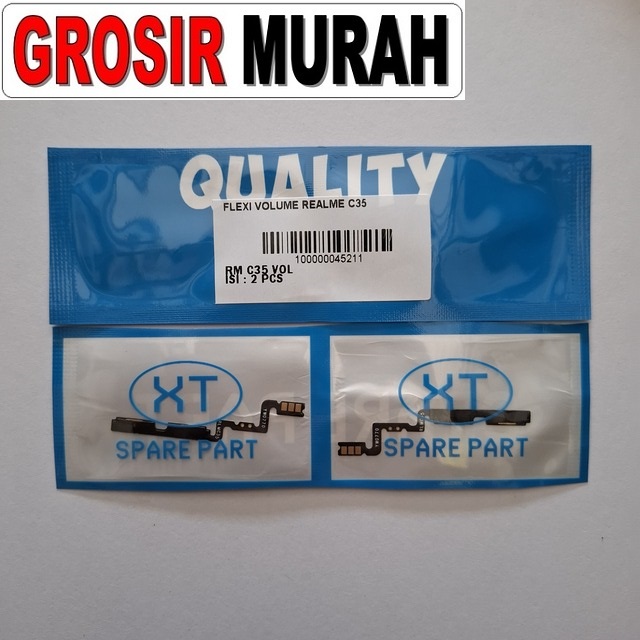 GROSIR MURAH
QUALITY
FLEXI VOLUME REALME C35
100000045211
RM C35 VOL
ISI : 2 PCS
XT
SPARE PART
XT
SPARE PART